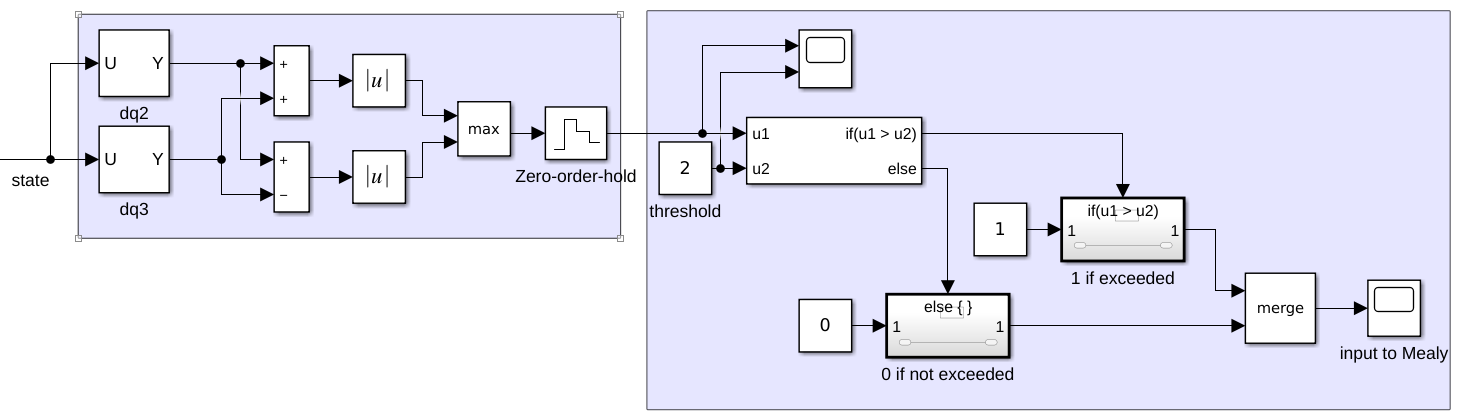 state
U Y
dq2
U Y
dq3
+
+
+
−
|u|
|u|
max
Zero-order-hold
2
threshold
u1 if(u1 > u2)
u2 else
1
if(u1 > u2)
1 1
1 if exceeded
0
else { }
1 1
0 if not exceeded
merge
input to Mealy